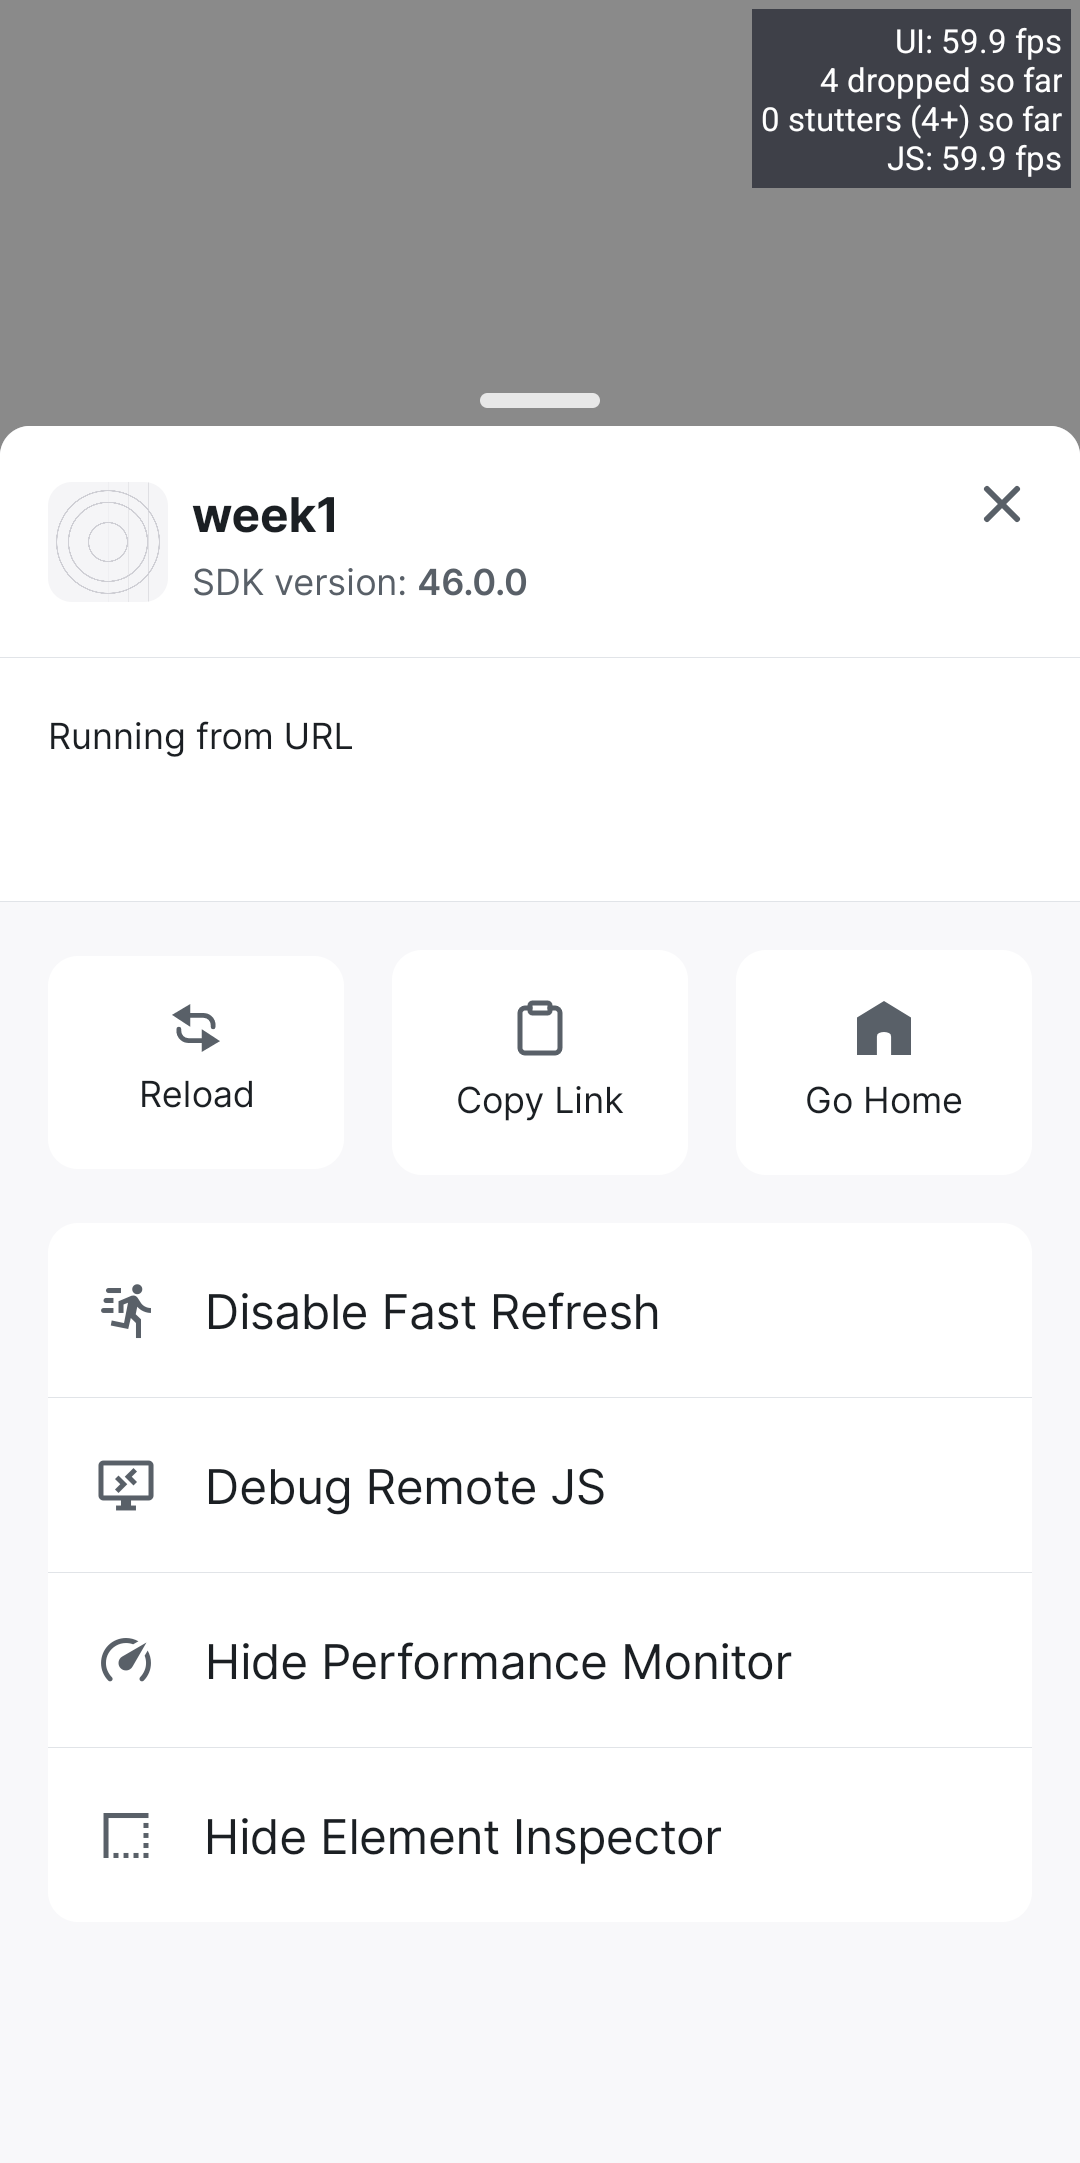 UI: 59.9 fps
4 dropped so far
0 stutters (4+) so far
JS: 59.9 fps
week1
SDK version: 46.0.0
Running from URL
Reload
Copy Link
Go Home
Disable Fast Refresh
Debug Remote JS
Hide Performance Monitor
Hide Element Inspector